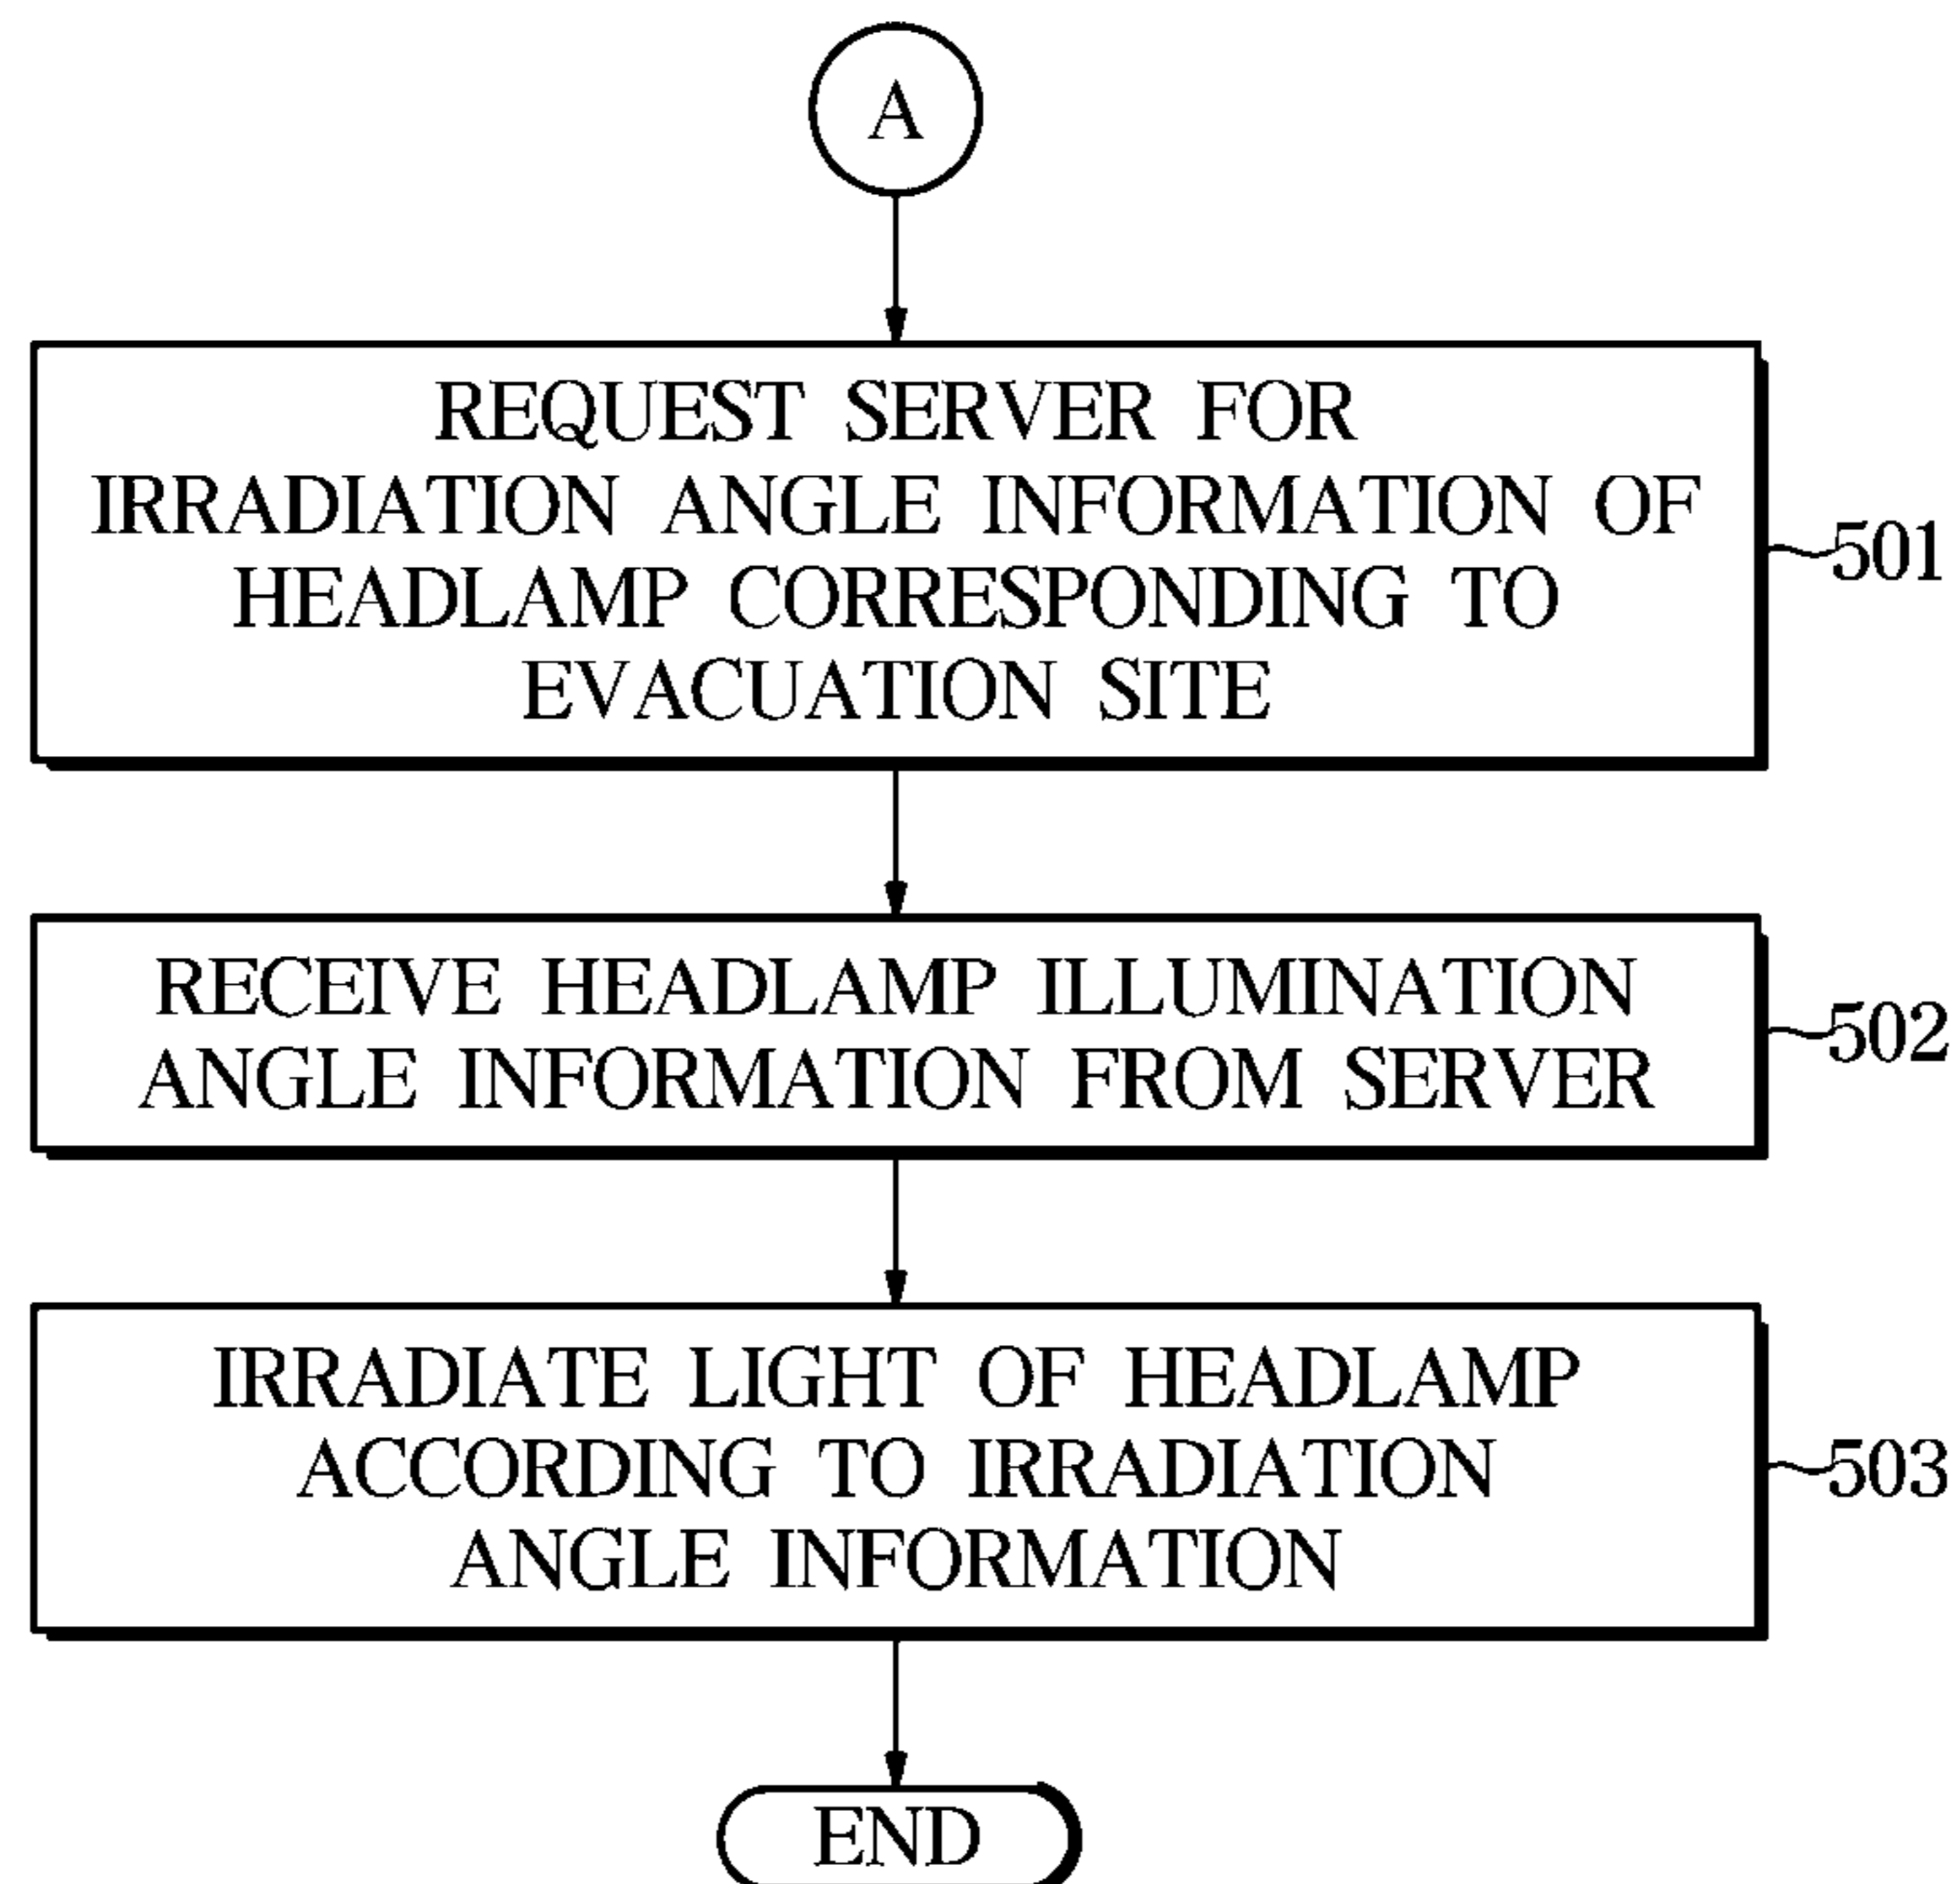 A
REQUEST SERVER FOR
IRRADIATION ANGLE INFORMATION OF
HEADLAMP CORRESPONDING TO
EVACUATION SITE
501
RECEIVE HEADLAMP ILLUMINATION
ANGLE INFORMATION FROM SERVER
502
IRRADIATE LIGHT OF HEADLAMP
ACCORDING TO IRRADIATION
ANGLE INFORMATION
503
END